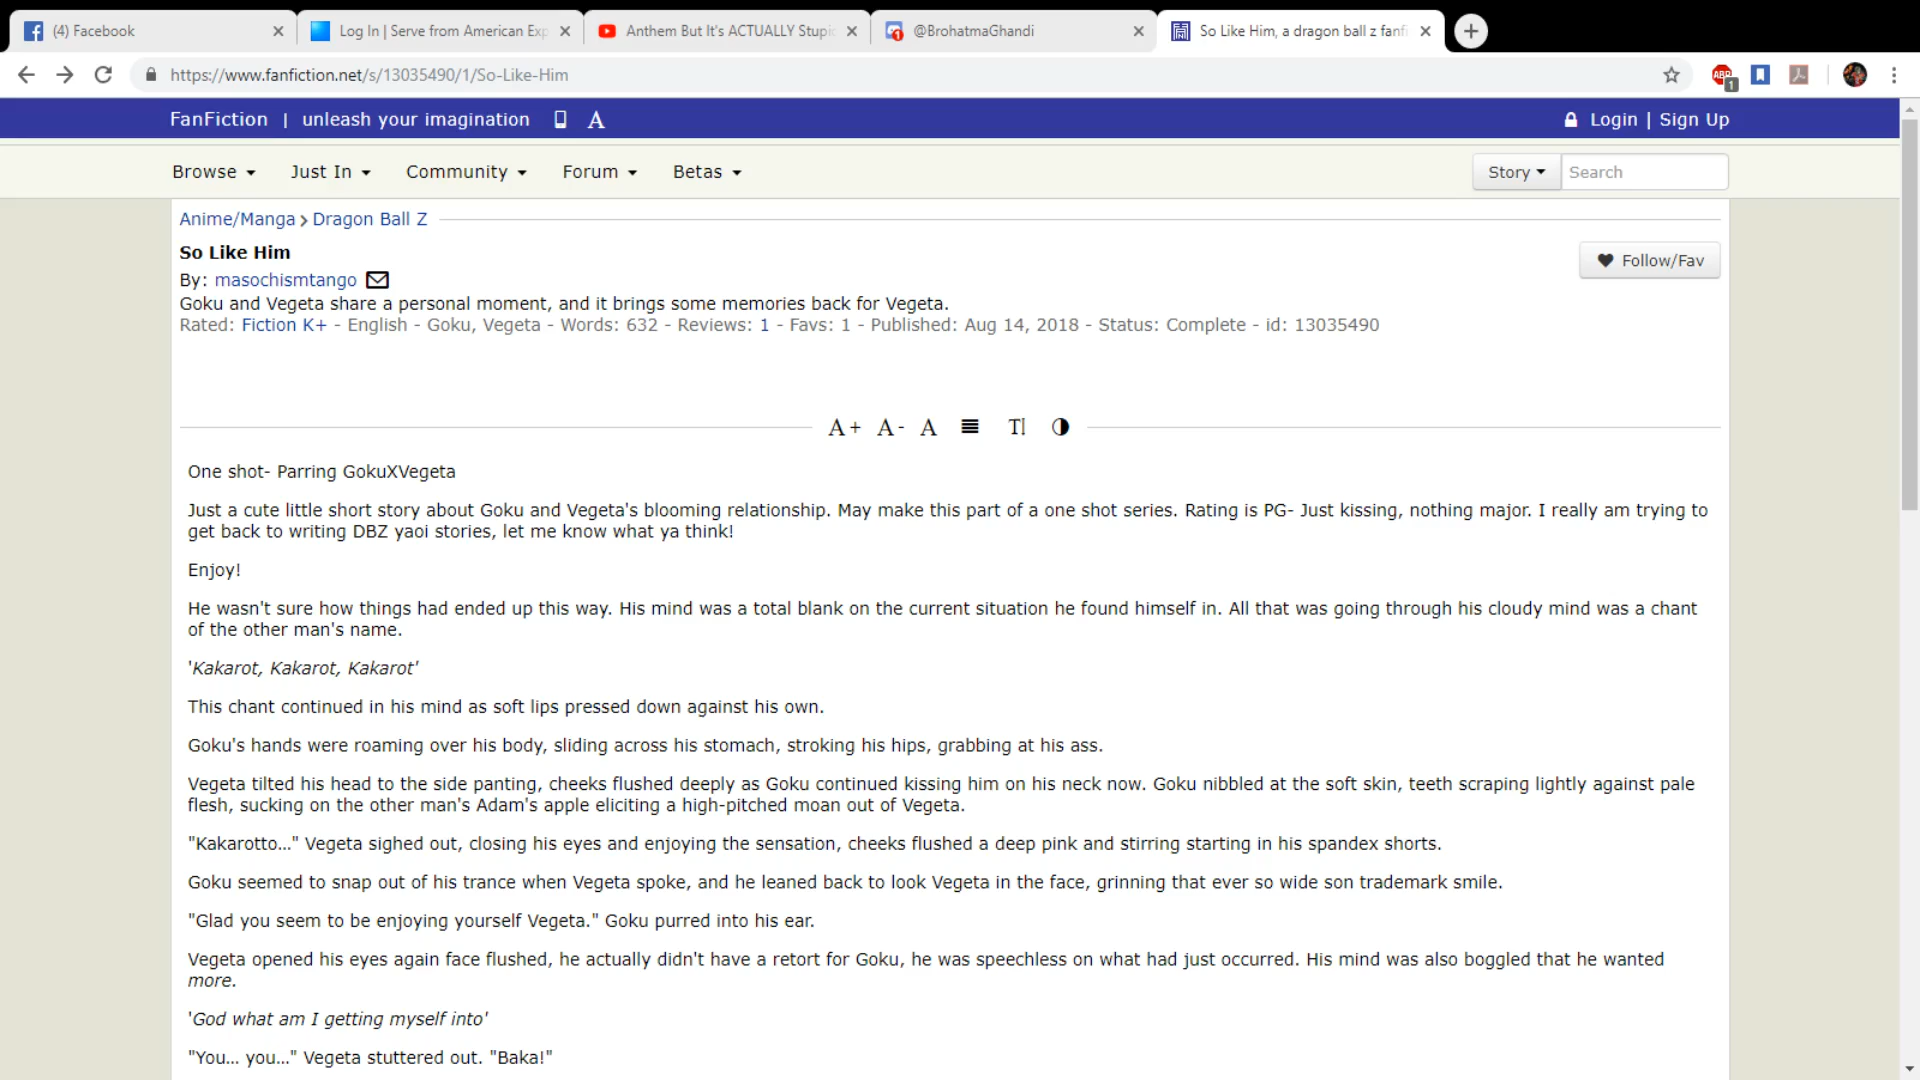 (4) Facebook
Log In | Serve from American Exp
Anthem But It's ACTUALLY Stupi
@BrohatmaGhandi
So Like Him, a dragon ball z fanfi
https://www.fanfiction.net/s/13035490/1/So-Like-Him
ABP
1
FanFiction | unleash your imagination A
Login | Sign Up
Browse Just In Community Forum Betas
Story Search
Anime/Manga Dragon Ball Z
So Like Him
Follow/Fav
By: masochismtango
Goku and Vegeta share a personal moment, and it brings some memories back for Vegeta.
Rated: Fiction K+ - English - Goku, Vegeta - Words: 632 - Reviews: 1 - Favs: 1 - Published: Aug 14, 2018 - Status: Complete - id: 13035490
A+ A- A
One shot- Parring GokuXVegeta
Just a cute little short story about Goku and Vegeta's blooming relationship. May make this part of a one shot series. Rating is PG- Just kissing, nothing major. I really am trying to
get back to writing DBZ yaoi stories, let me know what ya think!
Enjoy!
He wasn't sure how things had ended up this way. His mind was a total blank on the current situation he found himself in. All that was going through his cloudy mind was a chant
of the other man's name.
'Kakarot, Kakarot, Kakarot'
This chant continued in his mind as soft lips pressed down against his own.
Goku's hands were roaming over his body, sliding across his stomach, stroking his hips, grabbing at his ass.
Vegeta tilted his head to the side panting, cheeks flushed deeply as Goku continued kissing him on his neck now. Goku nibbled at the soft skin, teeth scraping lightly against pale
flesh, sucking on the other man's Adam's apple eliciting a high-pitched moan out of Vegeta.
"Kakarotto..." Vegeta sighed out, closing his eyes and enjoying the sensation, cheeks flushed a deep pink and stirring starting in his spandex shorts.
Goku seemed to snap out of his trance when Vegeta spoke, and he leaned back to look Vegeta in the face, grinning that ever so wide son trademark smile.
"Glad you seem to be enjoying yourself Vegeta." Goku purred into his ear.
Vegeta opened his eyes again face flushed, he actually didn't have a retort for Goku, he was speechless on what had just occurred. His mind was also boggled that he wanted
more.
'God what am I getting myself into'
"You... you..." Vegeta stuttered out. "Baka!"